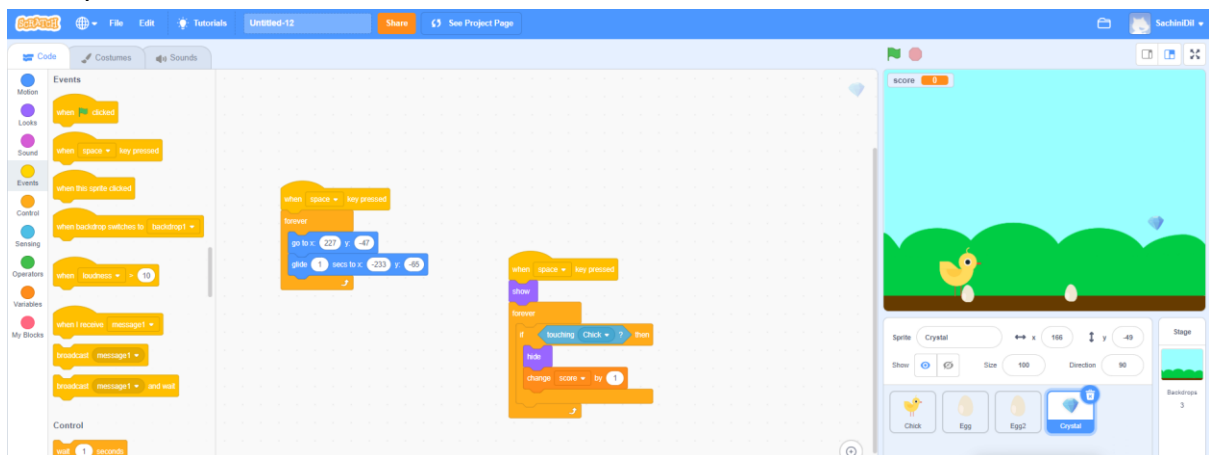 SCRATCH File Edit Tutorials Untitled-12 Share See Project Page SachiniDil
Code Costumes Sounds
Motion
Looks
Sound
Events
Control
Sensing
Operators
Variables
My Blocks
Events
when clicked
when space key pressed
when this sprite clicked
when backdrop switches to backdrop1
when loudness > 10
when I receive message1
broadcast message1
broadcast message1 and wait
Control
wait 1 seconds
when space key pressed
forever
go to x: 227 y: -47
glide 1 secs to x: -233 y: -65
when space key pressed
show
forever
if touching Chick ? then
hide
change score by 1
score 0
Sprite Crystal x 166 y -49
Show Size 100 Direction 90
Chick Egg Egg2 Crystal
Stage
Backdrops
3